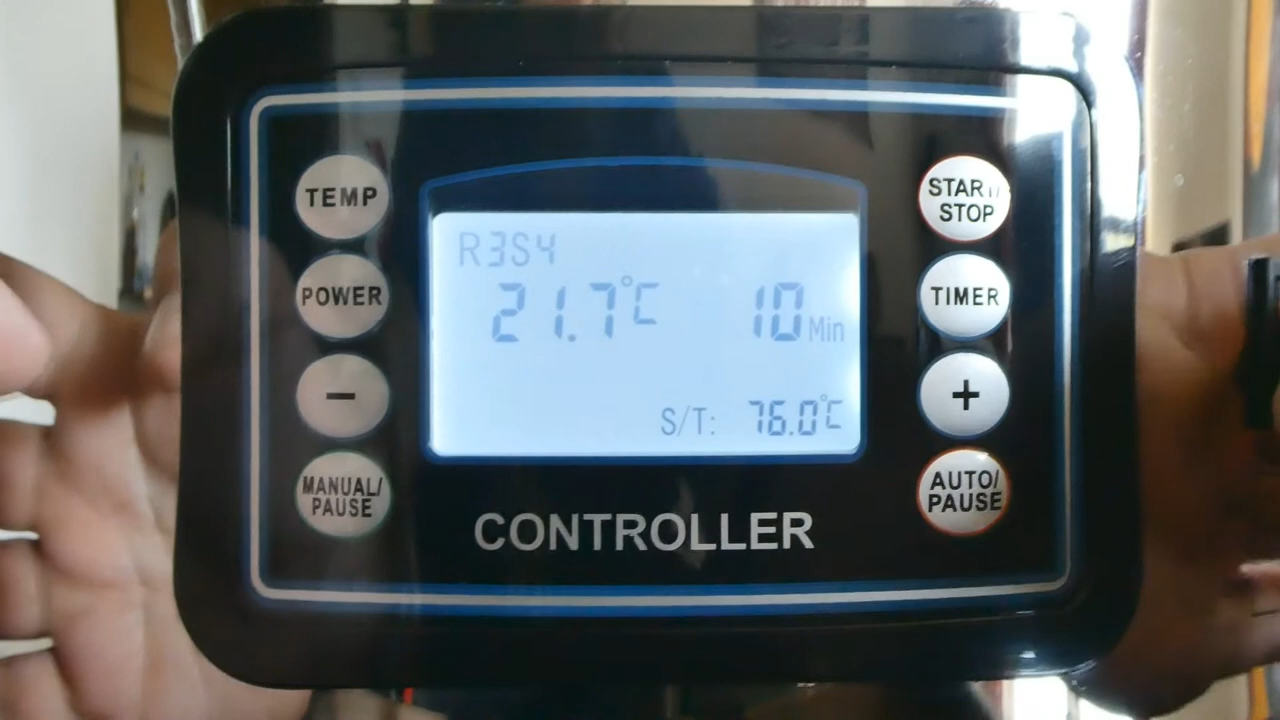 TEMP
POWER
−
MANUAL/
PAUSE
R3S4
21.7°C 10 Min
S/T: 76.0°C
CONTROLLER
START/
STOP
TIMER
+
AUTO/
PAUSE